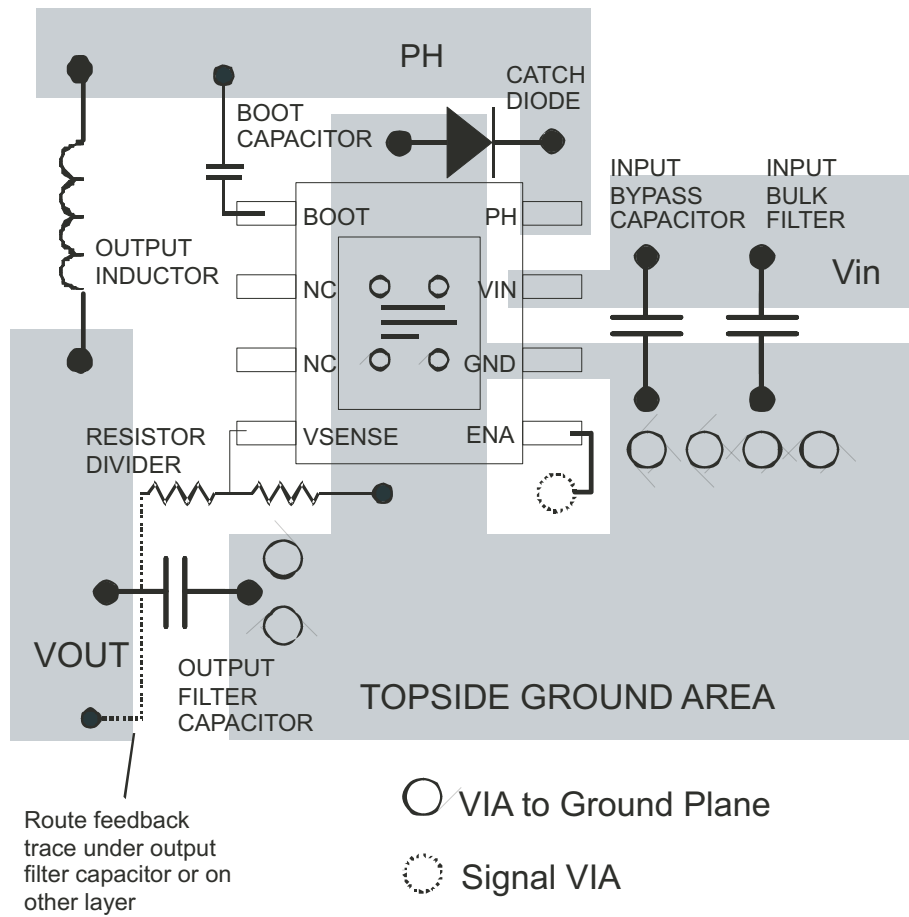 PH
CATCH
DIODE
BOOT
CAPACITOR
INPUT
BYPASS
CAPACITOR
INPUT
BULK
FILTER
OUTPUT
INDUCTOR
BOOT
PH
NC
VIN
Vin
NC
GND
VSENSE
ENA
RESISTOR
DIVIDER
VOUT
OUTPUT
FILTER
CAPACITOR
TOPSIDE GROUND AREA
Route feedback
trace under output
filter capacitor or on
other layer
VIA to Ground Plane
Signal VIA